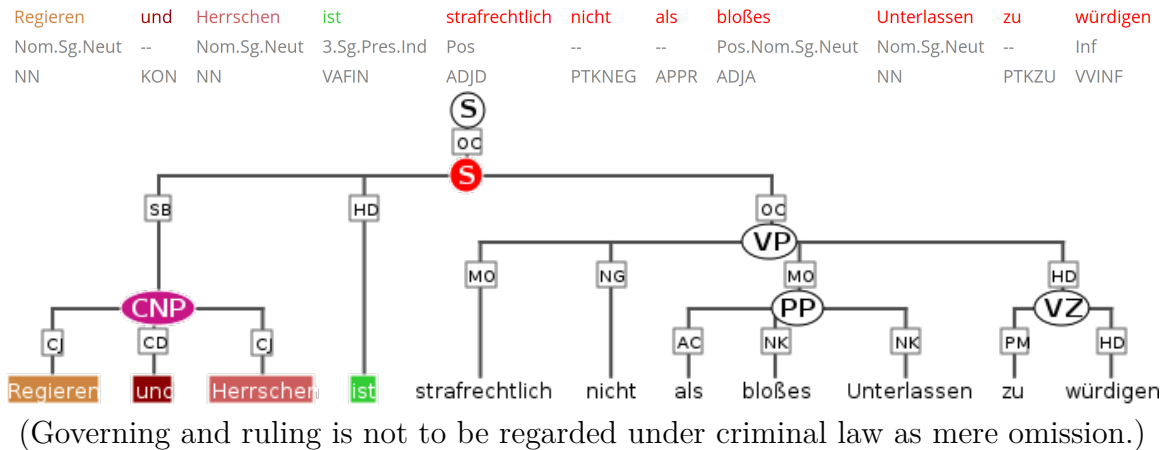 Regieren und Herrschen ist strafrechtlich nicht als bloßes Unterlassen zu würdigen
Nom.Sg.Neut -- Nom.Sg.Neut 3.Sg.Pres.Ind Pos -- -- Pos.Nom.Sg.Neut Nom.Sg.Neut -- Inf
NN KON NN VAFIN ADJD PTKNEG APPR ADJA NN PTKZU VVINF
S
OC
S
SB HD OC
VP
MO NG MO HD
CNP PP VZ
CJ CD CJ AC NK NK PM HD
Regieren und Herrschen ist strafrechtlich nicht als bloßes Unterlassen zu würdigen
(Governing and ruling is not to be regarded under criminal law as mere omission.)